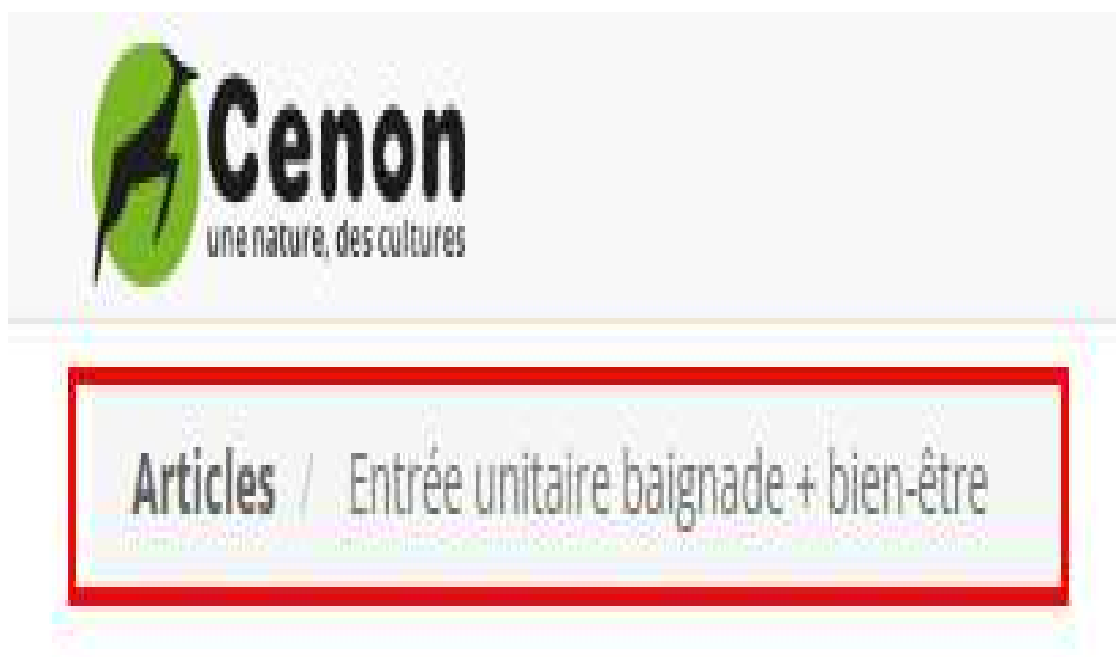 Cenon
une nature, des cultures
Articles / Entrée unitaire baignade + bien-être